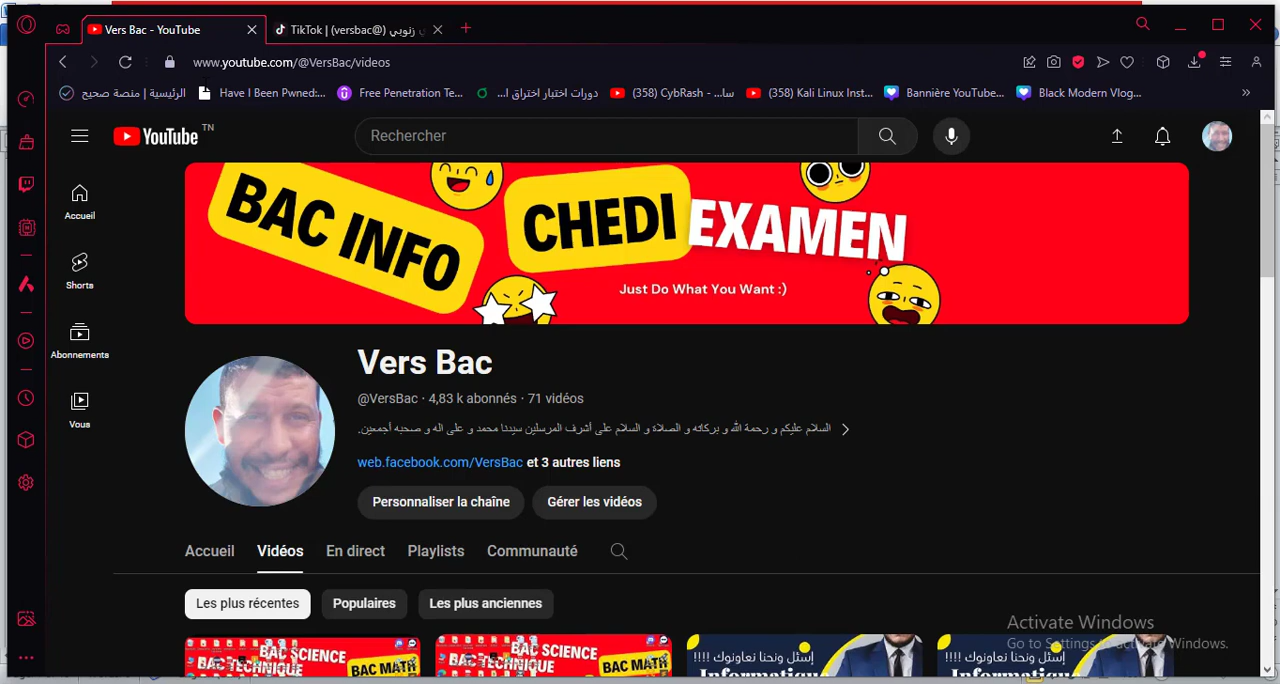 Vers Bac - YouTube
TikTok | (versbac@) زنوبي
www.youtube.com/@VersBac/videos
الرئيسية | منصة صحيح
Have I Been Pwned:...
Free Penetration Te...
دورات اختبار اختراق ا...
(358) CybRash - سا...
(358) Kali Linux Inst...
Bannière YouTube...
Black Modern Vlog...
YouTube TN
Rechercher
BAC INFO
CHEDI EXAMEN
Just Do What You Want :)
Accueil
Shorts
Abonnements
Vous
Vers Bac
@VersBac · 4,83 k abonnés · 71 vidéos
السلام عليكم و رحمة الله و بركاته و الصلاة و السلام على أشرف المرسلين سيدنا محمد و على اله و صحبه أجمعين.
web.facebook.com/VersBac et 3 autres liens
Personnaliser la chaîne
Gérer les vidéos
Accueil Vidéos En direct Playlists Communauté
Les plus récentes Populaires Les plus anciennes
BAC SCIENCE
BAC TECHNIQUE
BAC MATH
BAC SCIENCE
BAC TECHNIQUE
BAC MATH
إسئل ونحنا نعاونوك !!!!
Informatique
إسئل ونحنا نعاونوك !!!!
Informatique
Activate Windows
Go to Settings to activate Windows.